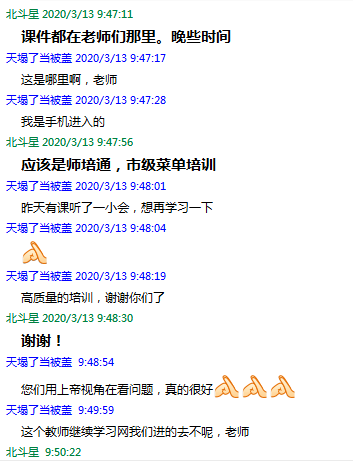 北斗星 2020/3/13 9:47:11
课件都在老师们那里。晚些时间
天塌了当被盖 2020/3/13 9:47:17
这是哪里啊，老师
天塌了当被盖 2020/3/13 9:47:28
我是手机进入的
北斗星 2020/3/13 9:47:56
应该是师培通，市级菜单培训
天塌了当被盖 2020/3/13 9:48:01
昨天有课听了一小会，想再学习一下
天塌了当被盖 2020/3/13 9:48:04
天塌了当被盖 2020/3/13 9:48:19
高质量的培训，谢谢你们了
北斗星 2020/3/13 9:48:30
谢谢！
天塌了当被盖 9:48:54
您们用上帝视角在看问题，真的很好
天塌了当被盖 9:49:59
这个教师继续学习网我们进的去不呢，老师
北斗星 9:50:22